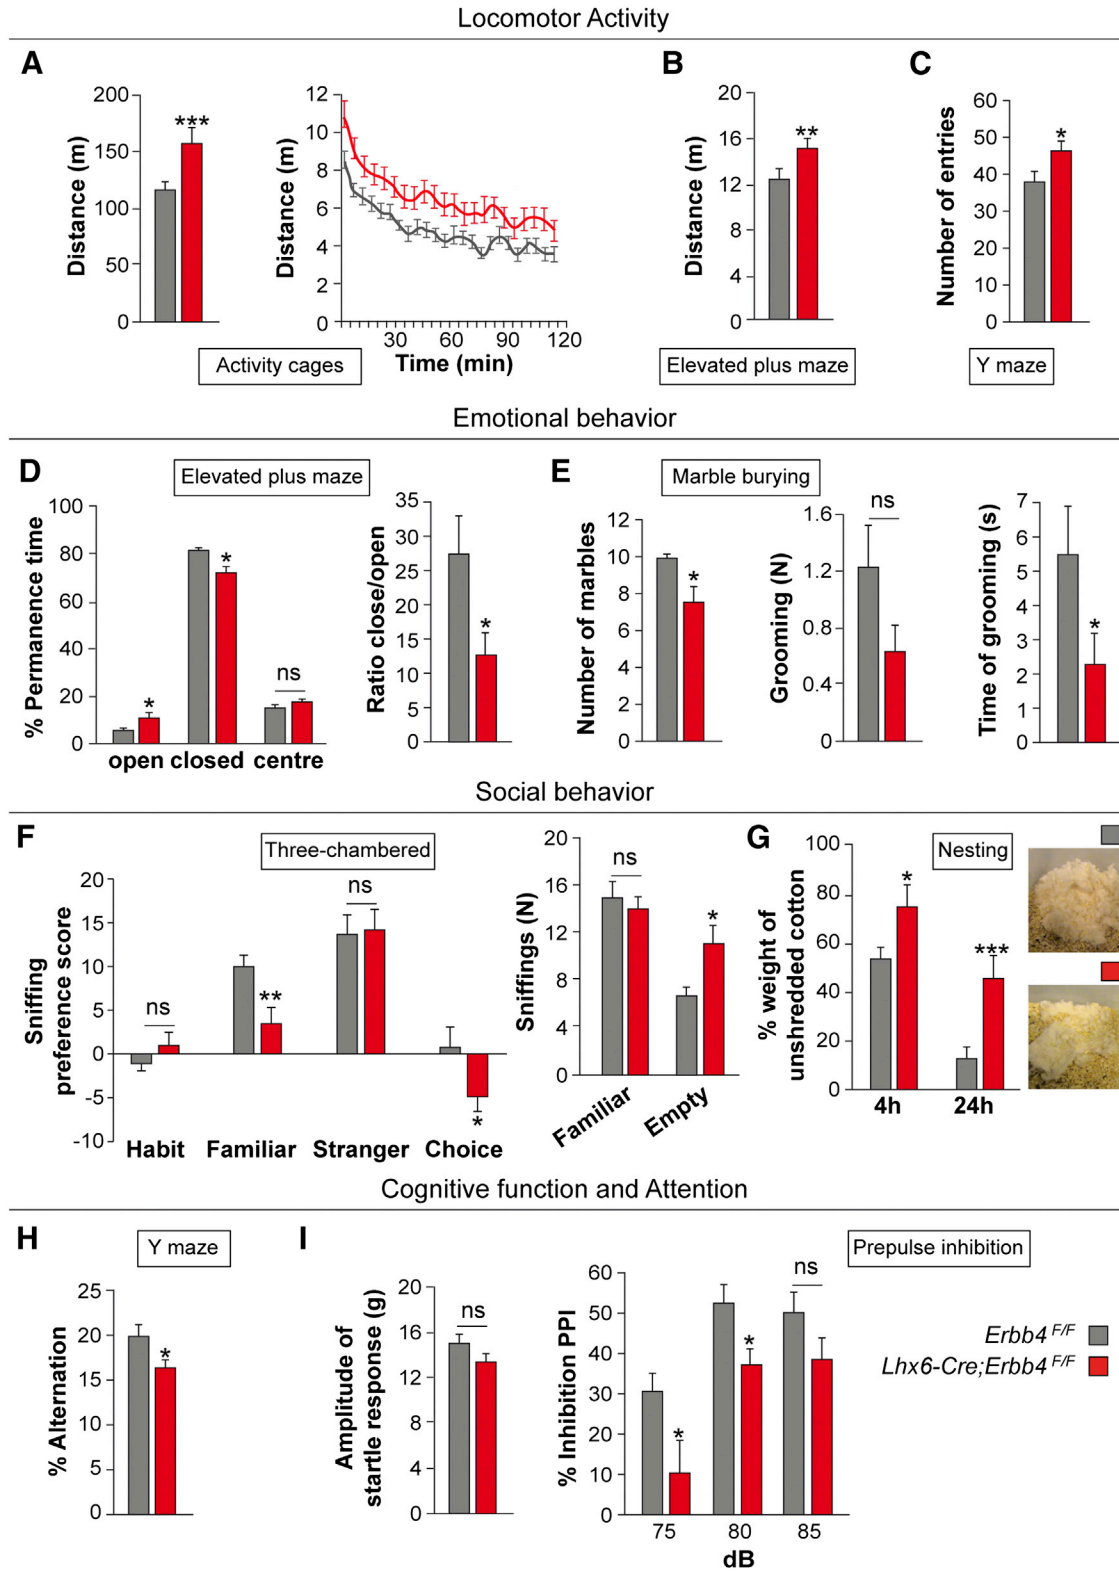 Locomotor Activity
A
B
C
200
150
100
50
0
Distance (m)
***
12
10
8
6
4
2
0
Distance (m)
30 60 90 120
Time (min)
Activity cages
20
16
12
8
4
0
Distance (m)
**
Elevated plus maze
60
50
40
30
20
10
0
Number of entries
*
Y maze
Emotional behavior
D
Elevated plus maze
100
80
60
40
20
0
% Permanence time
*
*
ns
open closed centre
35
30
25
20
15
10
5
0
Ratio close/open
*
E
Marble burying
12
10
8
6
4
2
0
Number of marbles
*
1.6
1.2
0.8
0.4
0
Grooming (N)
ns
7
6
5
4
3
2
1
0
Time of grooming (s)
*
Social behavior
F
Three-chambered
20
15
10
5
0
-5
-10
Sniffing
preference score
ns
**
ns
*
Habit Familiar Stranger Choice
20
16
12
8
4
0
Sniffings (N)
ns
*
Familiar
Empty
G
Nesting
100
80
60
40
20
0
% weight of
unshredded cotton
*
***
4h 24h
Cognitive function and Attention
H
Y maze
25
20
15
10
5
0
% Alternation
*
I
Prepulse inhibition
20
16
12
8
4
0
Amplitude of
startle response (g)
ns
60
50
40
30
20
10
0
% Inhibition PPI
*
*
ns
75 80 85
dB
Erbb4 F/F
Lhx6-Cre;Erbb4 F/F